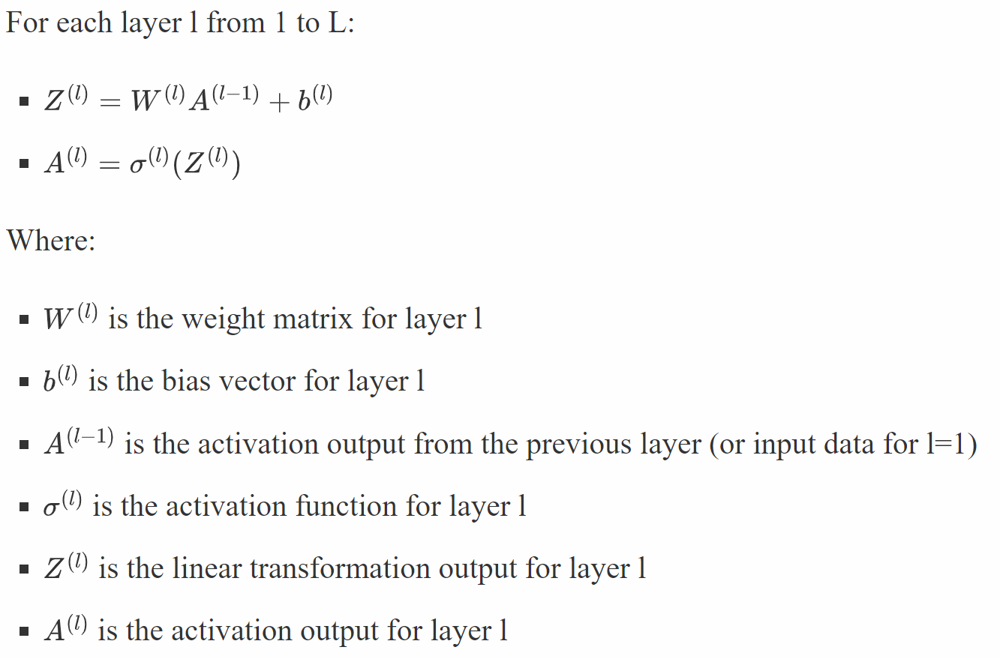 For each layer l from 1 to L:
▪ Z^{(l)} = W^{(l)} A^{(l−1)} + b^{(l)}
▪ A^{(l)} = σ^{(l)}(Z^{(l)})
Where:
▪ W^{(l)} is the weight matrix for layer l
▪ b^{(l)} is the bias vector for layer l
▪ A^{(l−1)} is the activation output from the previous layer (or input data for l=1)
▪ σ^{(l)} is the activation function for layer l
▪ Z^{(l)} is the linear transformation output for layer l
▪ A^{(l)} is the activation output for layer l